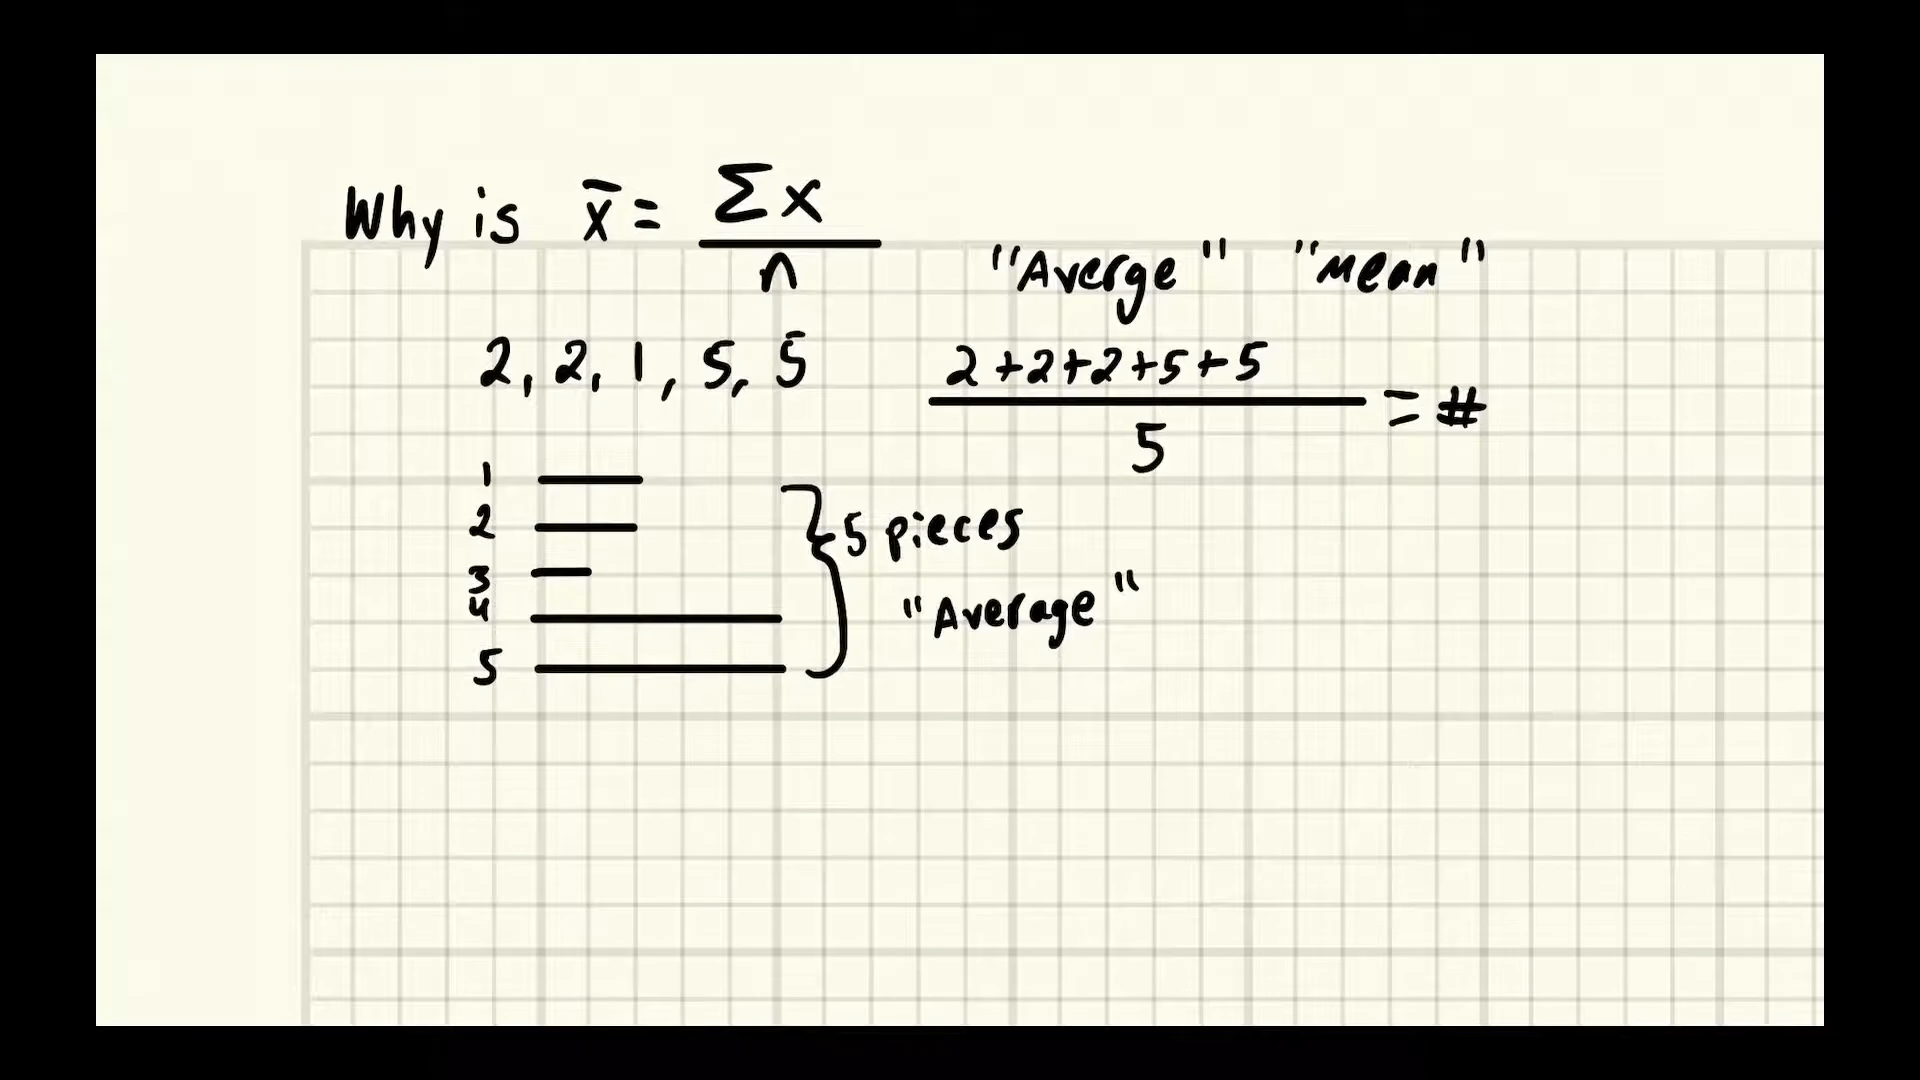 Why is x̄ = Σx / n
"Averge" "Mean"
2, 2, 1, 5, 5
2+2+2+5+5 / 5 = #
1
2
3
4
5
5 pieces
"Average"